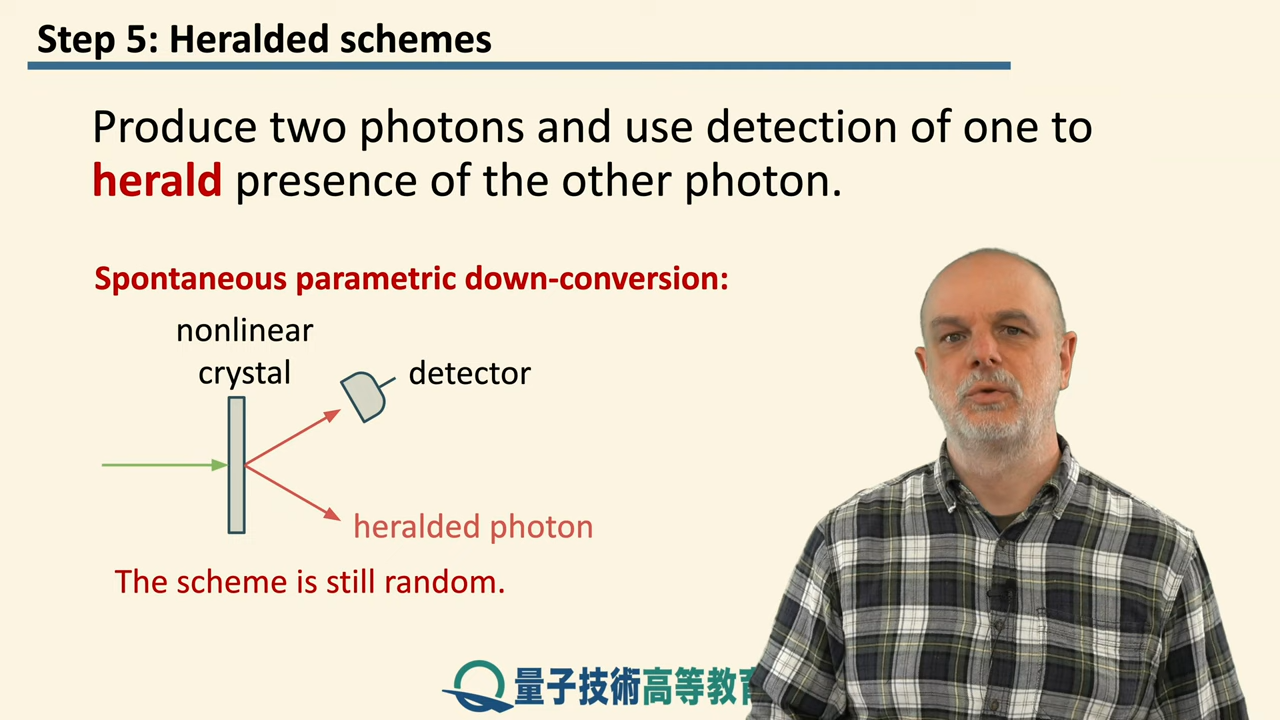 Step 5: Heralded schemes
Produce two photons and use detection of one to
herald presence of the other photon.
Spontaneous parametric down-conversion:
nonlinear
crystal
detector
heralded photon
The scheme is still random.
量子技術高等教育